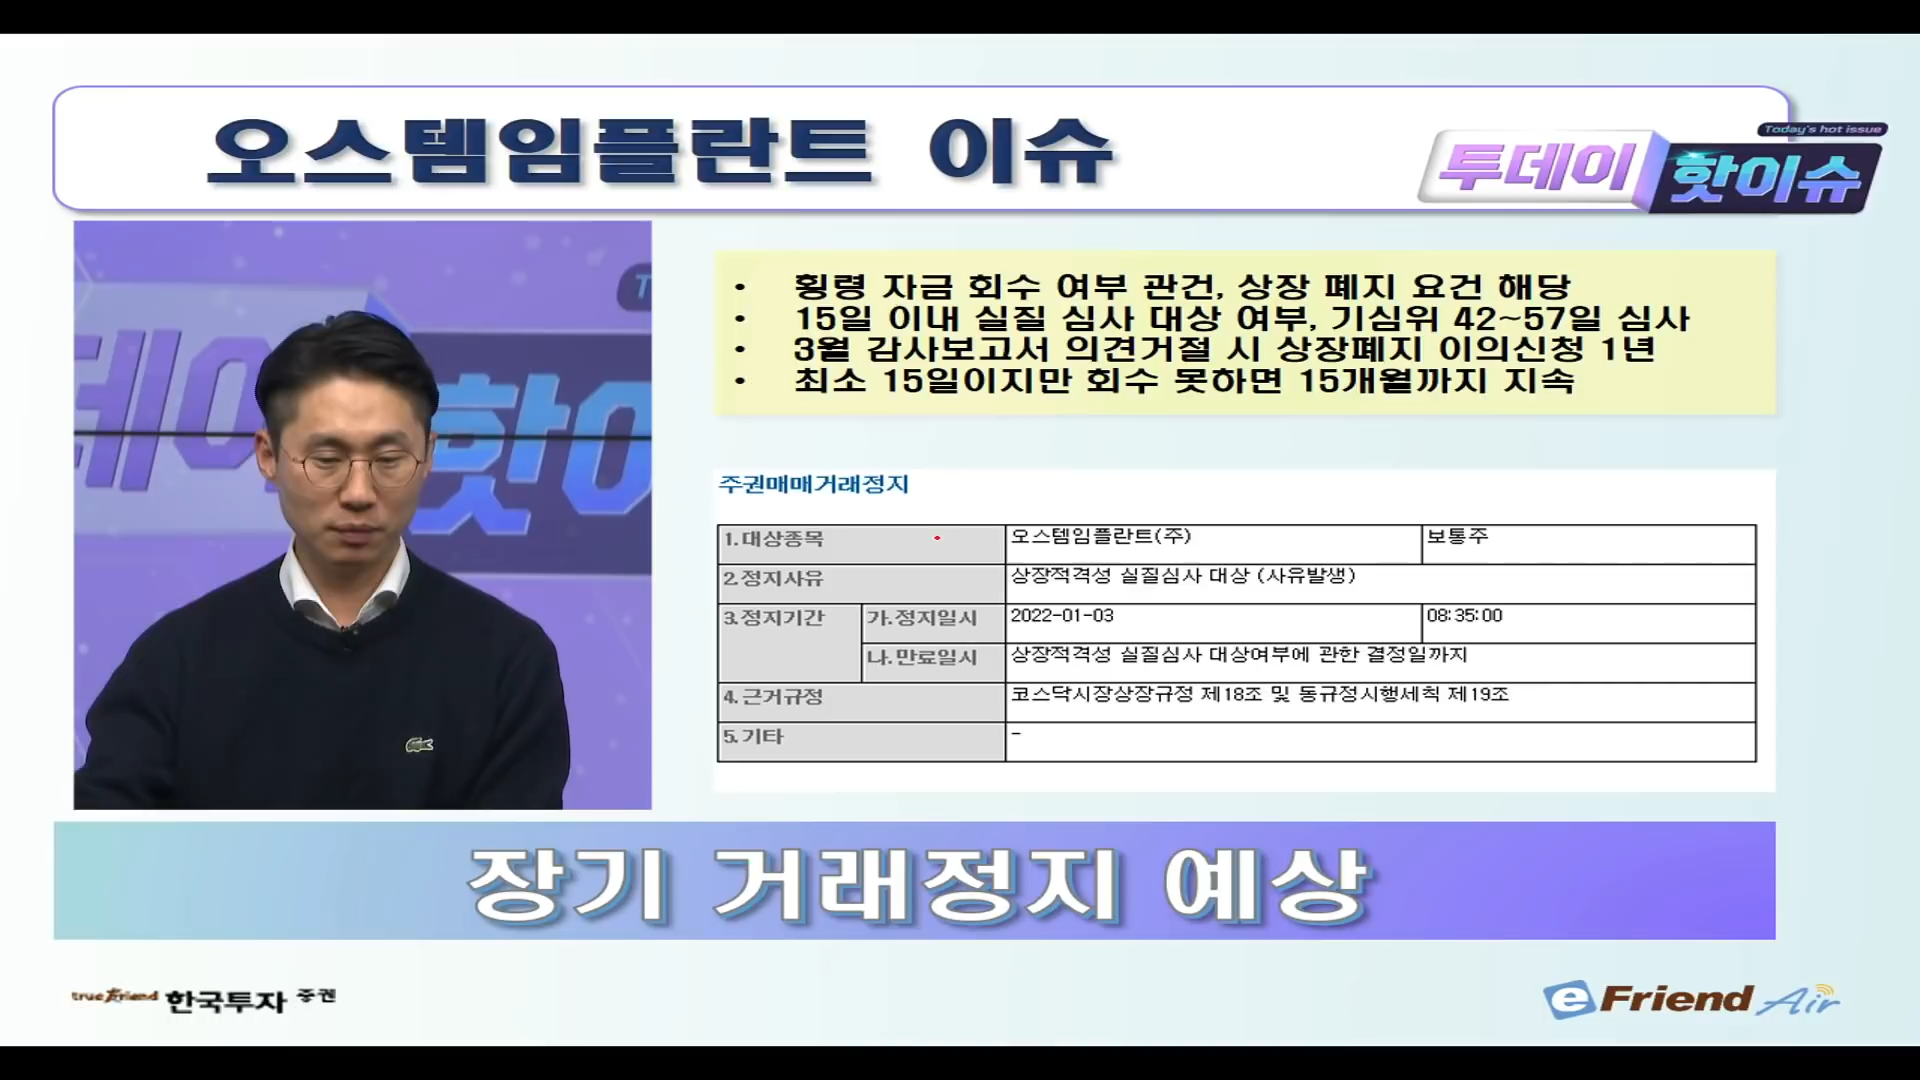 오스템임플란트 이슈
Today's hot issue
투데이 핫이슈
• 횡령 자금 회수 여부 관건, 상장 폐지 요건 해당
• 15일 이내 실질 심사 대상 여부, 기심위 42~57일 심사
• 3월 감사보고서 의견거절 시 상장폐지 이의신청 1년
• 최소 15일이지만 회수 못하면 15개월까지 지속
데이 핫이
주권매매거래정지
1.대상종목 오스템임플란트(주) 보통주
2.정지사유 상장적격성 실질심사 대상 (사유발생)
3.정지기간 가.정지일시 2022-01-03 08:35:00
나.만료일시 상장적격성 실질심사 대상여부에 관한 결정일까지
4.근거규정 코스닥시장상장규정 제18조 및 동규정시행세칙 제19조
5.기타 -
장기 거래정지 예상
true friend 한국투자 증권
eFriend Air